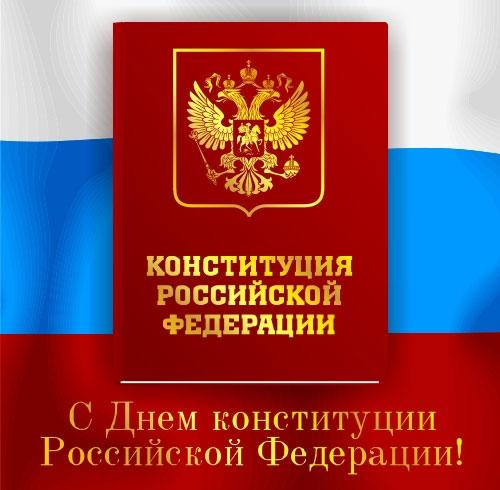 КОНСТИТУЦИЯ
РОССИЙСКОЙ
ФЕДЕРАЦИИ
С Днем конституции
Российской Федерации!